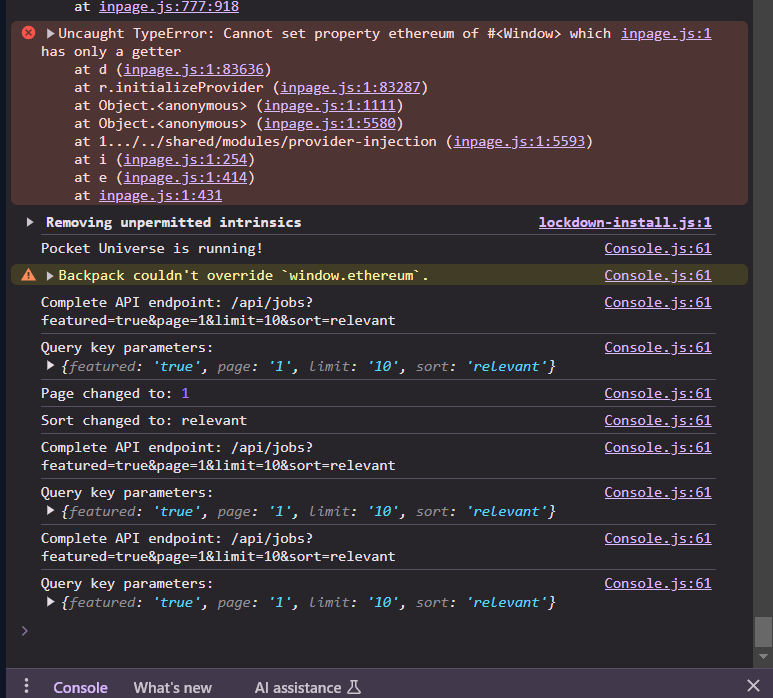 at inpage.js:777:918
Uncaught TypeError: Cannot set property ethereum of #<Window> which inpage.js:1
has only a getter
at d (inpage.js:1:83636)
at r.initializeProvider (inpage.js:1:83287)
at Object.<anonymous> (inpage.js:1:1111)
at Object.<anonymous> (inpage.js:1:5580)
at 1.../../shared/modules/provider-injection (inpage.js:1:5593)
at i (inpage.js:1:254)
at e (inpage.js:1:414)
at inpage.js:1:431
Removing unpermitted intrinsics lockdown-install.js:1
Pocket Universe is running! Console.js:61
Backpack couldn't override `window.ethereum`. Console.js:61
Complete API endpoint: /api/jobs? Console.js:61
featured=true&page=1&limit=10&sort=relevant
Query key parameters: Console.js:61
{featured: 'true', page: '1', limit: '10', sort: 'relevant'}
Page changed to: 1 Console.js:61
Sort changed to: relevant Console.js:61
Complete API endpoint: /api/jobs? Console.js:61
featured=true&page=1&limit=10&sort=relevant
Query key parameters: Console.js:61
{featured: 'true', page: '1', limit: '10', sort: 'relevant'}
Complete API endpoint: /api/jobs? Console.js:61
featured=true&page=1&limit=10&sort=relevant
Query key parameters: Console.js:61
{featured: 'true', page: '1', limit: '10', sort: 'relevant'}
Console What's new AI assistance